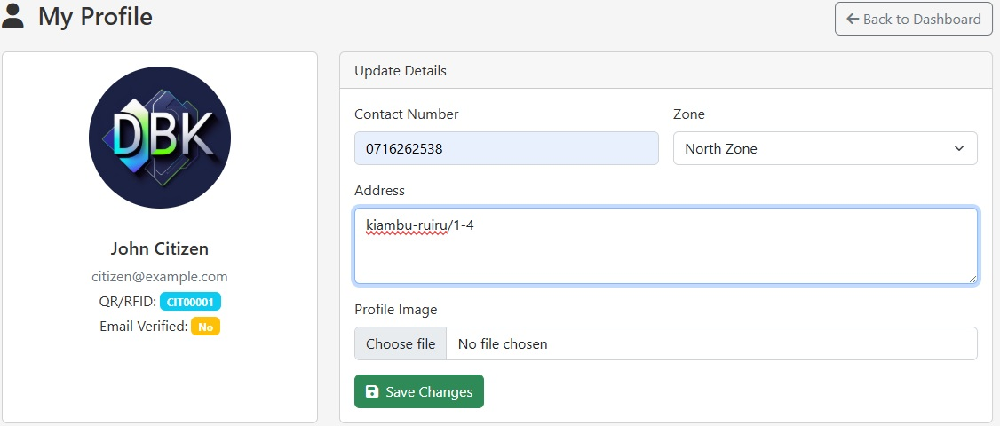 My Profile
Back to Dashboard
DBK
John Citizen
citizen@example.com
QR/RFID: CIT00001
Email Verified: No
Update Details
Contact Number
0716262538
Zone
North Zone
Address
kiambu-ruiru/1-4
Profile Image
Choose file No file chosen
Save Changes